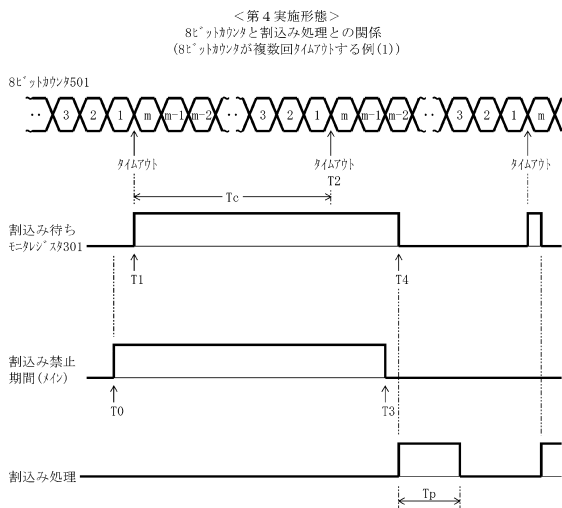 ＜第４実施形態＞
8ﾋﾞｯﾄｶｳﾝﾀと割込み処理との関係
(8ﾋﾞｯﾄｶｳﾝﾀが複数回ﾀｲﾑｱｳﾄする例(1))
8ﾋﾞｯﾄｶｳﾝﾀ501
‥ 3 2 1 m m-1 m-2 ‥ 3 2 1 m m-1 m-2 ‥ 3 2 1 m
ﾀｲﾑｱｳﾄ ﾀｲﾑｱｳﾄ ﾀｲﾑｱｳﾄ
T2
Tc
割込み待ち
ﾓﾆﾀﾚｼﾞｽﾀ301
T1 T4
割込み禁止
期間(ﾒｲﾝ)
T0 T3
割込み処理
Tp